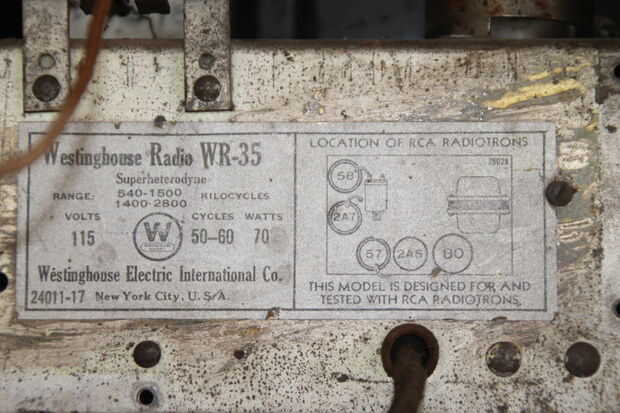 Westinghouse Radio WR-35
Superheterodyne
RANGE: 540-1500 KILOCYCLES
1400-2800
VOLTS CYCLES WATTS
115 W 50-60 70
Westinghouse Electric International Co.
24011-17 New York City, U.S.A.
LOCATION OF RCA RADIOTRONS
58
2A7
57 2A5 80
THIS MODEL IS DESIGNED FOR AND
TESTED WITH RCA RADIOTRONS